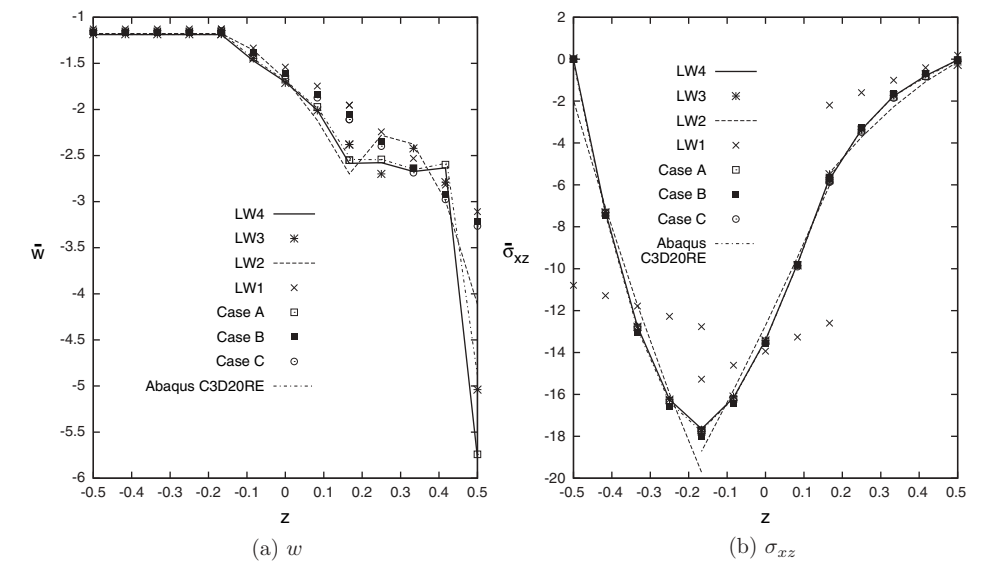 -1
-1.5
-2
-2.5
-3
-3.5
-4
-4.5
-5
-5.5
-6
w̄
LW4
LW3
LW2
LW1
Case A
Case B
Case C
Abaqus C3D20RE
-0.5 -0.4 -0.3 -0.2 -0.1 0 0.1 0.2 0.3 0.4 0.5
z
(a) w
2
0
-2
-4
-6
-8
-10
-12
-14
-16
-18
-20
σ̄xz
LW4
LW3
LW2
LW1
Case A
Case B
Case C
Abaqus
C3D20RE
-0.5 -0.4 -0.3 -0.2 -0.1 0 0.1 0.2 0.3 0.4 0.5
z
(b) σxz